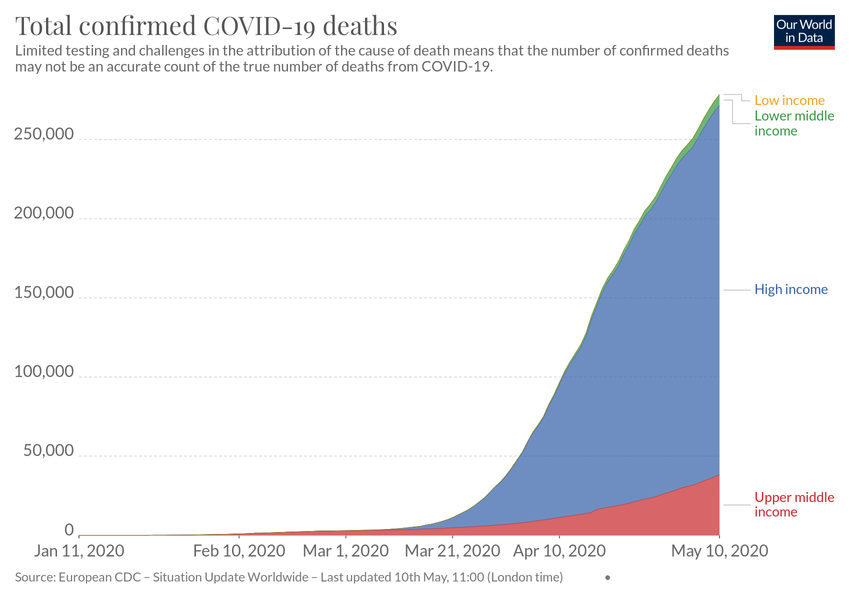 Total confirmed COVID-19 deaths
Our World
in Data
Limited testing and challenges in the attribution of the cause of death means that the number of confirmed deaths
may not be an accurate count of the true number of deaths from COVID-19.
Low income
Lower middle
income
250,000
200,000
150,000
High income
100,000
50,000
Upper middle
income
0
Jan 11, 2020
Feb 10, 2020
Mar 1, 2020
Mar 21, 2020
Apr 10, 2020
May 10, 2020
Source: European CDC – Situation Update Worldwide – Last updated 10th May, 11:00 (London time)